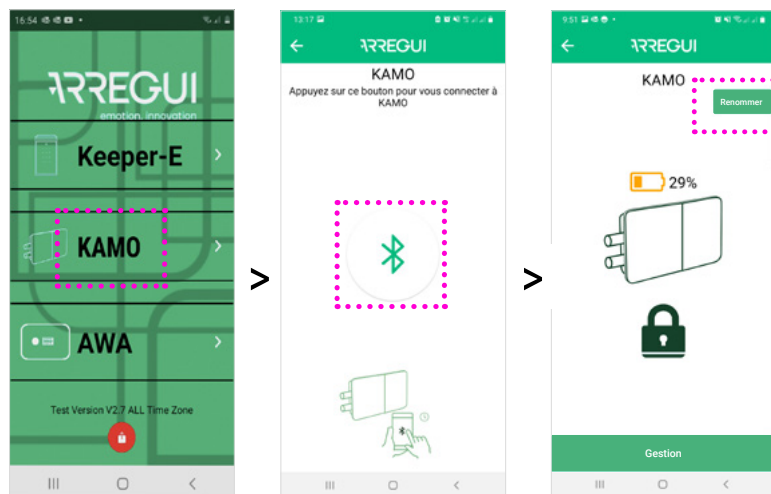 16:54
ARREGUI
emotion, innovation
Keeper-E
KAMO
AWA
Test Version V2.7 ALL Time Zone
>
13:17
ARREGUI
KAMO
Appuyez sur ce bouton pour vous connecter à
KAMO
>
9:51
ARREGUI
KAMO
Renommer
29%
Gestion